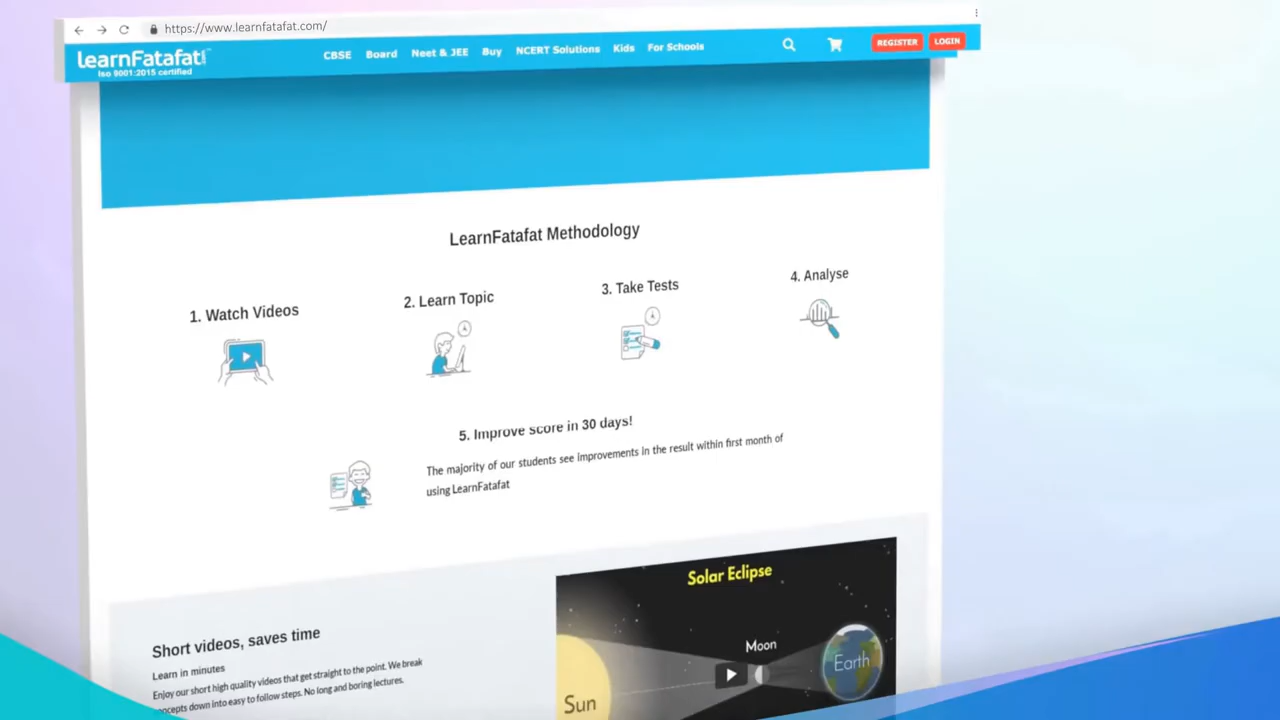 https://www.learnfatafat.com/
learnFatafat
Iso 9001:2015 certified
CBSE Board Neet & JEE Buy NCERT Solutions Kids For Schools
REGISTER LOGIN
LearnFatafat Methodology
1. Watch Videos
2. Learn Topic
3. Take Tests
4. Analyse
5. Improve score in 30 days!
The majority of our students see improvements in the result within first month of
using LearnFatafat
Short videos, saves time
Learn in minutes
Enjoy our short high quality videos that get straight to the point. We break
concepts down into easy to follow steps. No long and boring lectures.
Solar Eclipse
Moon
Earth
Sun